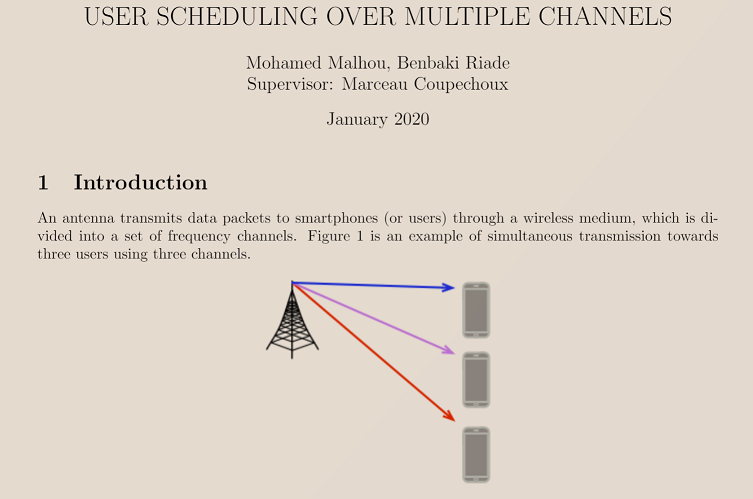 USER SCHEDULING OVER MULTIPLE CHANNELS
Mohamed Malhou, Benbaki Riade
Supervisor: Marceau Coupechoux
January 2020
1 Introduction
An antenna transmits data packets to smartphones (or users) through a wireless medium, which is di-
vided into a set of frequency channels. Figure 1 is an example of simultaneous transmission towards
three users using three channels.